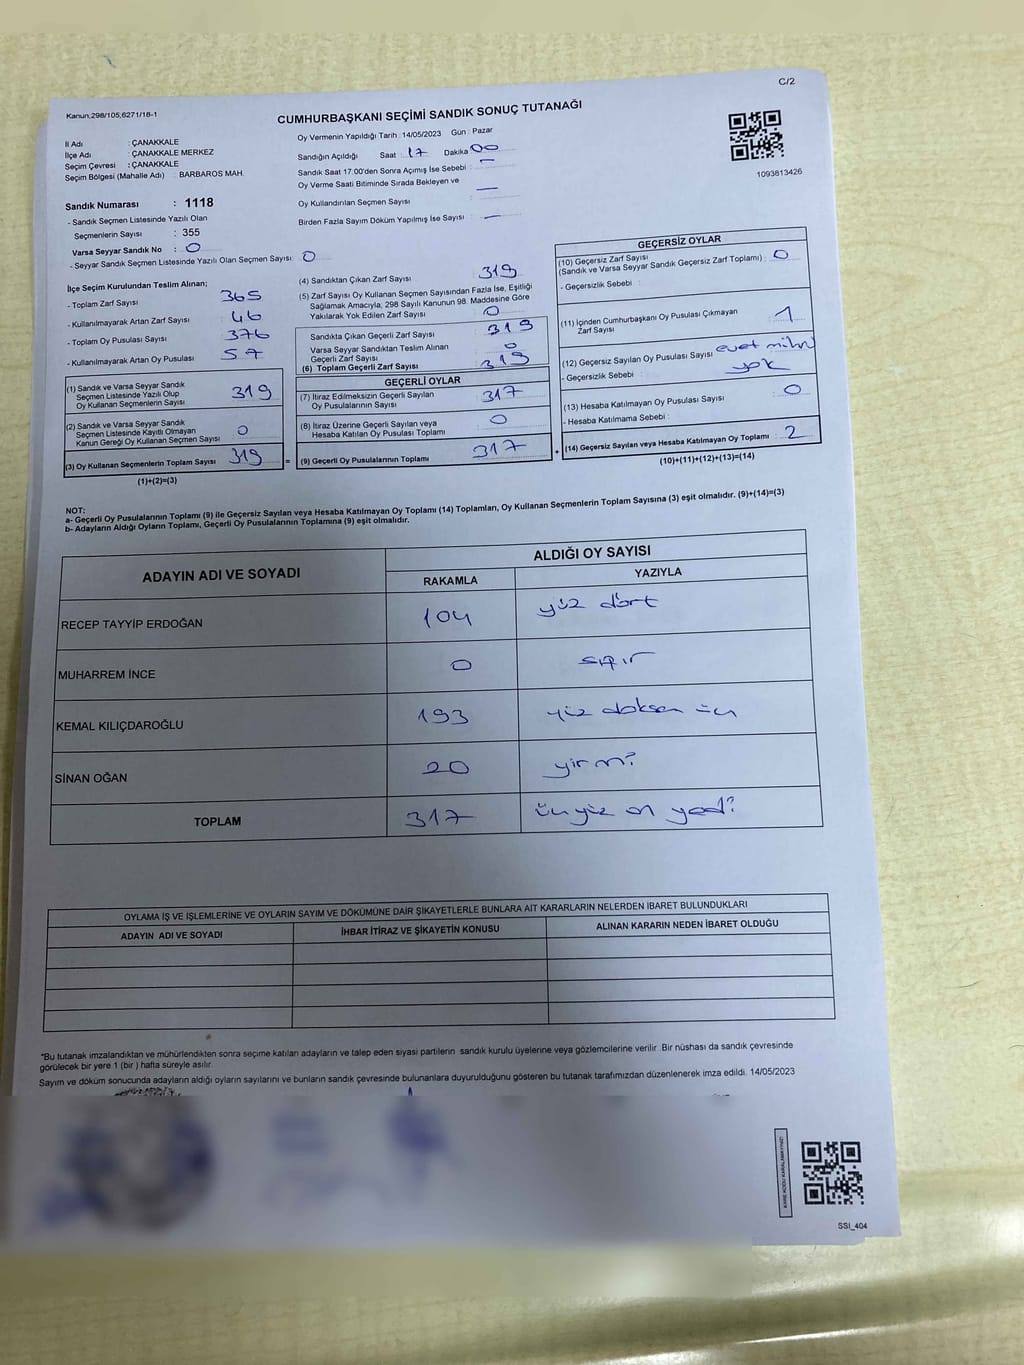 C/2
Kanun;298/105,6271/18-1
CUMHURBAŞKANI SEÇİMİ SANDIK SONUÇ TUTANAĞI
İl Adı : ÇANAKKALE
İlçe Adı : ÇANAKKALE MERKEZ
Seçim Çevresi : ÇANAKKALE
Seçim Bölgesi (Mahalle Adı) : BARBAROS MAH.
Sandık Numarası : 1118
- Sandık Seçmen Listesinde Yazılı Olan
Seçmenlerin Sayısı : 355
Varsa Seyyar Sandık No : 0
- Seyyar Sandık Seçmen Listesinde Yazılı Olan Seçmen Sayısı: 0
Oy Vermenin Yapıldığı Tarih : 14/05/2023 Gün : Pazar
Sandığın Açıldığı Saat : 17 Dakika 00
Sandık Saat 17.00'den Sonra Açımış İse Sebebi : —
Oy Verme Saati Bitiminde Sırada Bekleyen ve
Oy Kullandırılan Seçmen Sayısı —
Birden Fazla Sayım Döküm Yapılmış İse Sayısı : —
1093813426
İlçe Seçim Kurulundan Teslim Alınan;
- Toplam Zarf Sayısı 365
- Kullanılmayarak Artan Zarf Sayısı 46
- Toplam Oy Pusulası Sayısı 376
- Kullanılmayarak Artan Oy Pusulası 57
(1) Sandık ve Varsa Seyyar Sandık
Seçmen Listesinde Yazılı Olup
Oy Kullanan Seçmenlerin Sayısı 319
(2) Sandık ve Varsa Seyyar Sandık
Seçmen Listesinde Kayıtlı Olmayan
Kanun Gereği Oy Kullanan Seçmen Sayısı 0
(3) Oy Kullanan Seçmenlerin Toplam Sayısı 319 =
(1)+(2)=(3)
(4) Sandıktan Çıkan Zarf Sayısı 319
(5) Zarf Sayısı Oy Kullanan Seçmen Sayısından Fazla İse, Eşitliği
Sağlamak Amacıyla, 298 Sayılı Kanunun 98. Maddesine Göre
Yakılarak Yok Edilen Zarf Sayısı 0
Sandıkta Çıkan Geçerli Zarf Sayısı 319
Varsa Seyyar Sandıktan Teslim Alınan
Geçerli Zarf Sayısı 0
(6) Toplam Geçerli Zarf Sayısı 319
GEÇERLİ OYLAR
(7) İtiraz Edilmeksizin Geçerli Sayılan
Oy Pusulalarının Sayısı 317
(8) İtiraz Üzerine Geçerli Sayılan veya
Hesaba Katılan Oy Pusulası Toplamı 0
(9) Geçerli Oy Pusulalarının Toplamı 317 +
GEÇERSİZ OYLAR
(10) Geçersiz Zarf Sayısı
(Sandık ve Varsa Seyyar Sandık Geçersiz Zarf Toplamı) : 0
- Geçersizlik Sebebi :
(11) İçinden Cumhurbaşkanı Oy Pusulası Çıkmayan
Zarf Sayısı 1
(12) Geçersiz Sayılan Oy Pusulası Sayısı evet mührü
- Geçersizlik Sebebi : yok
(13) Hesaba Katılmayan Oy Pusulası Sayısı 0
- Hesaba Katılmama Sebebi :
(14) Geçersiz Sayılan veya Hesaba Katılmayan Oy Toplamı : 2
(10)+(11)+(12)+(13)=(14)
NOT:
a- Geçerli Oy Pusulalarının Toplamı (9) ile Geçersiz Sayılan veya Hesaba Katılmayan Oy Toplamı (14) Toplamları, Oy Kullanan Seçmenlerin Toplam Sayısına (3) eşit olmalıdır. (9)+(14)=(3)
b- Adayların Aldığı Oyların Toplamı, Geçerli Oy Pusulalarının Toplamına (9) eşit olmalıdır.
ADAYIN ADI VE SOYADI
ALDIĞI OY SAYISI
RAKAMLA YAZIYLA
RECEP TAYYİP ERDOĞAN 104 yüz dört
MUHARREM İNCE 0 sıfır
KEMAL KILIÇDAROĞLU 193 yüz doksan üç
SİNAN OĞAN 20 yirmi
TOPLAM 317 üçyüz on yedi
OYLAMA İŞ VE İŞLEMLERİNE VE OYLARIN SAYIM VE DÖKÜMÜNE DAİR ŞİKAYETLERLE BUNLARA AİT KARARLARIN NELERDEN İBARET BULUNDUKLARI
ADAYIN ADI VE SOYADI İHBAR İTİRAZ VE ŞİKAYETİN KONUSU ALINAN KARARIN NEDEN İBARET OLDUĞU
*Bu tutanak imzalandıktan ve mühürlendikten sonra seçime katılan adayların ve talep eden siyasi partilerin sandık kurulu üyelerine veya gözlemcilerine verilir. Bir nüshası da sandık çevresinde
görülecek bir yere 1 (bir ) hafta süreyle asılır.
Sayım ve döküm sonucunda adayların aldığı oyların sayılarını ve bunların sandık çevresinde bulunanlara duyurulduğunu gösteren bu tutanak tarafımızdan düzenlenerek imza edildi. 14/05/2023
KARE KODU KARALAMAYINIZ!
SSI_404